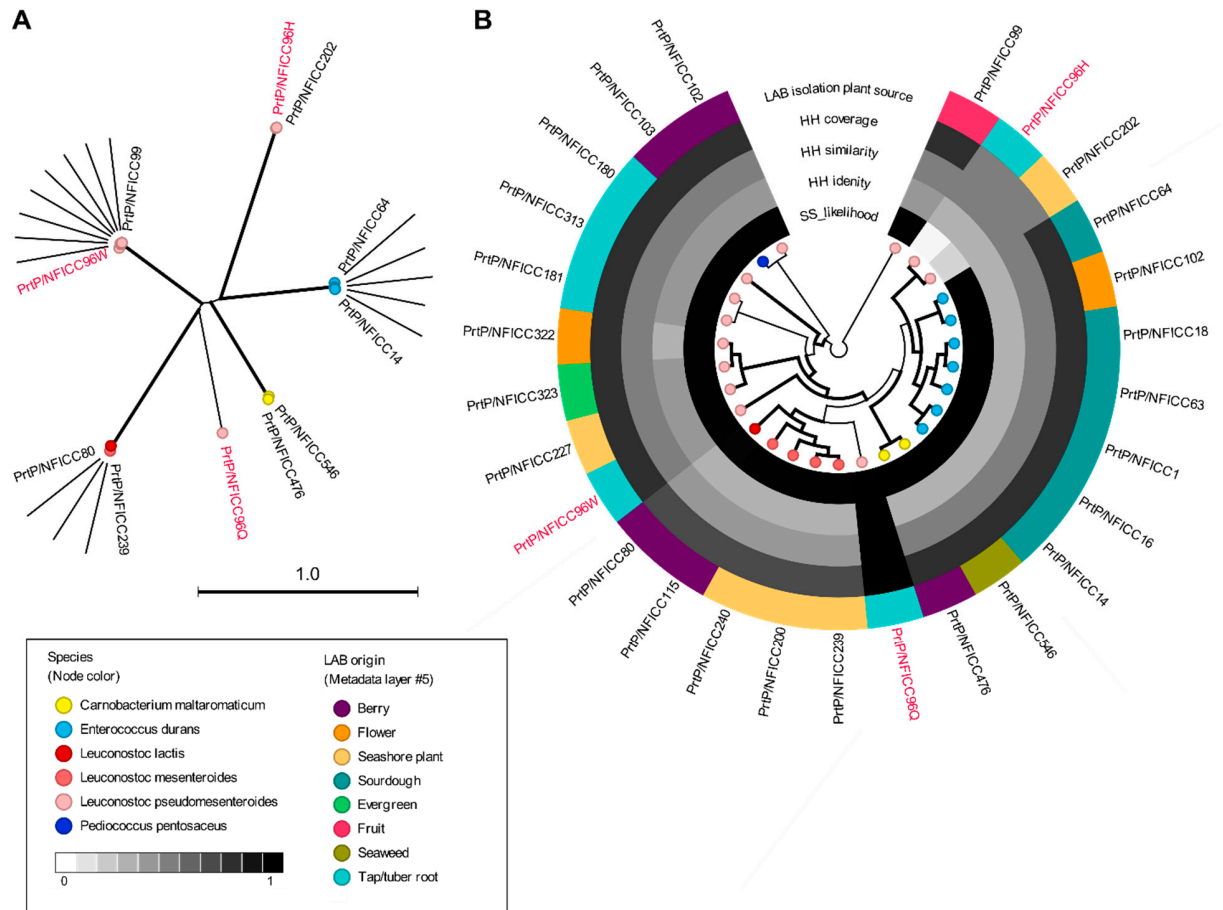 A
PrtP/NFICC96H
PrtP/NFICC202
PrtP/NFICC99
PrtP/NFICC96W
PrtP/NFICC64
PrtP/NFICC14
PrtP/NFICC546
PrtP/NFICC476
PrtP/NFICC96Q
PrtP/NFICC80
PrtP/NFICC239
1.0
Species
(Node color)
Carnobacterium maltaromaticum
Enterococcus durans
Leuconostoc lactis
Leuconostoc mesenteroides
Leuconostoc pseudomesenteroides
Pediococcus pentosaceus
0
1
LAB origin
(Metadata layer #5)
Berry
Flower
Seashore plant
Sourdough
Evergreen
Fruit
Seaweed
Tap/tuber root
B
LAB isolation plant source
HH coverage
HH similarity
HH idenity
SS_likelihood
PrtP/NFICC99
PrtP/NFICC96H
PrtP/NFICC202
PrtP/NFICC64
PrtP/NFICC102
PrtP/NFICC18
PrtP/NFICC63
PrtP/NFICC1
PrtP/NFICC16
PrtP/NFICC14
PrtP/NFICC546
PrtP/NFICC476
PrtP/NFICC96Q
PrtP/NFICC239
PrtP/NFICC200
PrtP/NFICC240
PrtP/NFICC115
PrtP/NFICC80
PrtP/NFICC96W
PrtP/NFICC227
PrtP/NFICC323
PrtP/NFICC322
PrtP/NFICC181
PrtP/NFICC313
PrtP/NFICC180
PrtP/NFICC103
PrtP/NFICC102